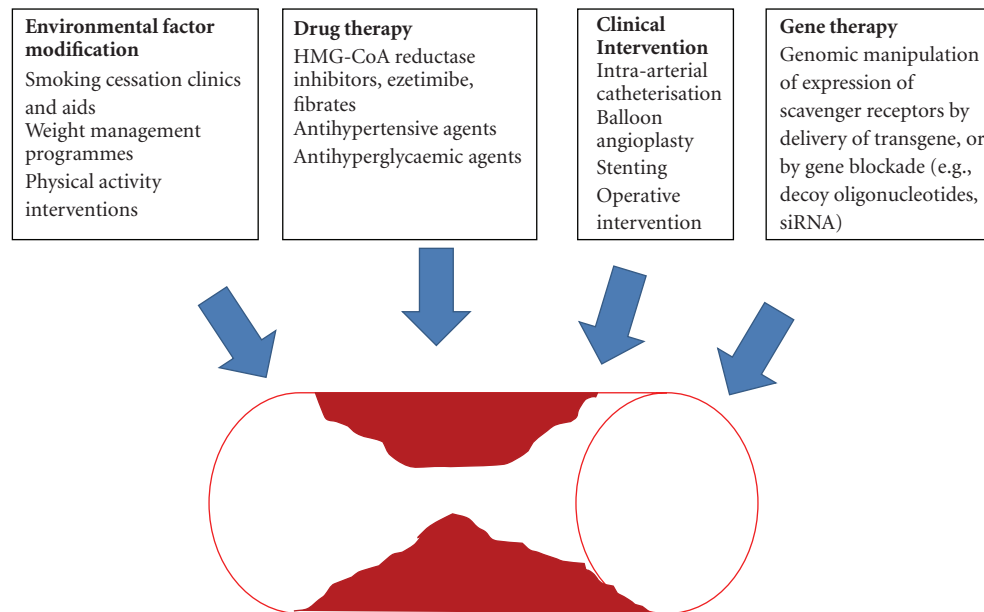 Environmental factor
modification
Smoking cessation clinics
and aids
Weight management
programmes
Physical activity
interventions
Drug therapy
HMG-CoA reductase
inhibitors, ezetimibe,
fibrates
Antihypertensive agents
Antihyperglycaemic agents
Clinical
Intervention
Intra-arterial
catheterisation
Balloon
angioplasty
Stenting
Operative
intervention
Gene therapy
Genomic manipulation
of expression of
scavenger receptors by
delivery of transgene, or
by gene blockade (e.g.,
decoy oligonucleotides,
siRNA)